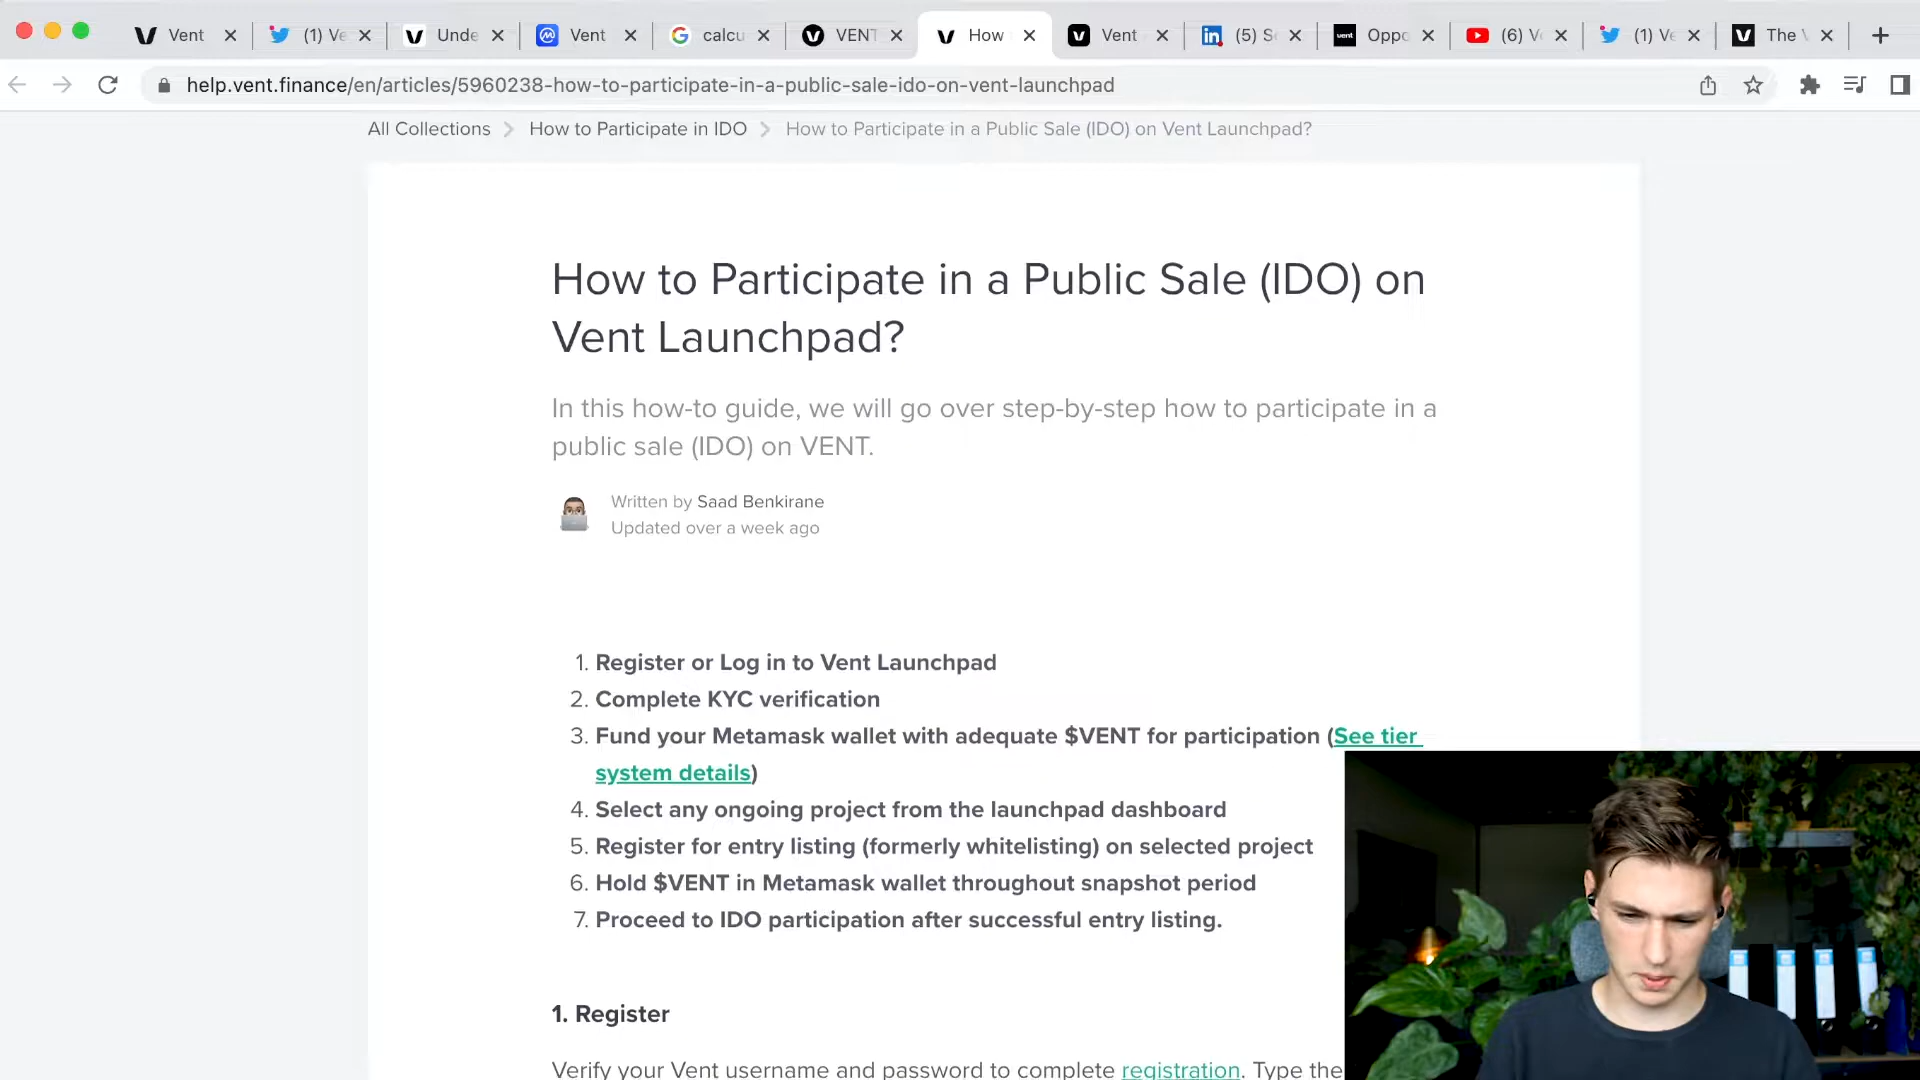 Vent
(1) Ve
Unde
Vent
calcu
VENT
How
Vent
(5) S
Oppo
(6) V
(1) Ve
The
help.vent.finance/en/articles/5960238-how-to-participate-in-a-public-sale-ido-on-vent-launchpad
All Collections > How to Participate in IDO > How to Participate in a Public Sale (IDO) on Vent Launchpad?
How to Participate in a Public Sale (IDO) on
Vent Launchpad?
In this how-to guide, we will go over step-by-step how to participate in a
public sale (IDO) on VENT.
Written by Saad Benkirane
Updated over a week ago
1. Register or Log in to Vent Launchpad
2. Complete KYC verification
3. Fund your Metamask wallet with adequate $VENT for participation (See tier
system details)
4. Select any ongoing project from the launchpad dashboard
5. Register for entry listing (formerly whitelisting) on selected project
6. Hold $VENT in Metamask wallet throughout snapshot period
7. Proceed to IDO participation after successful entry listing.
1. Register
Verify your Vent username and password to complete registration. Type the